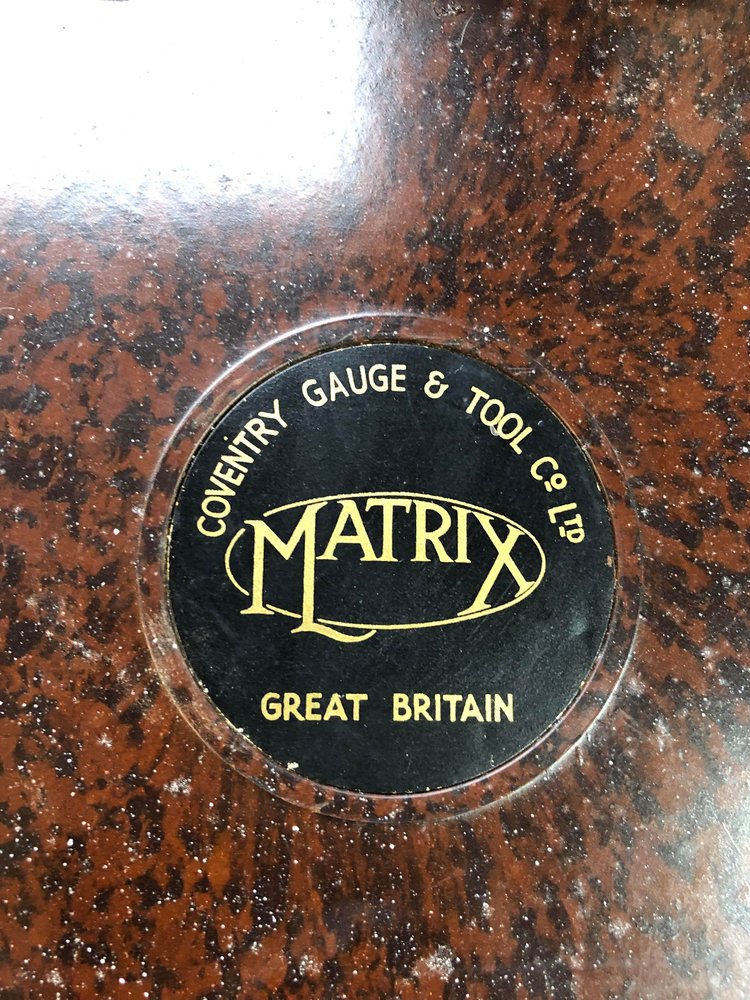 COVENTRY GAUGE & TOOL Co LTD
MATRIX
GREAT BRITAIN